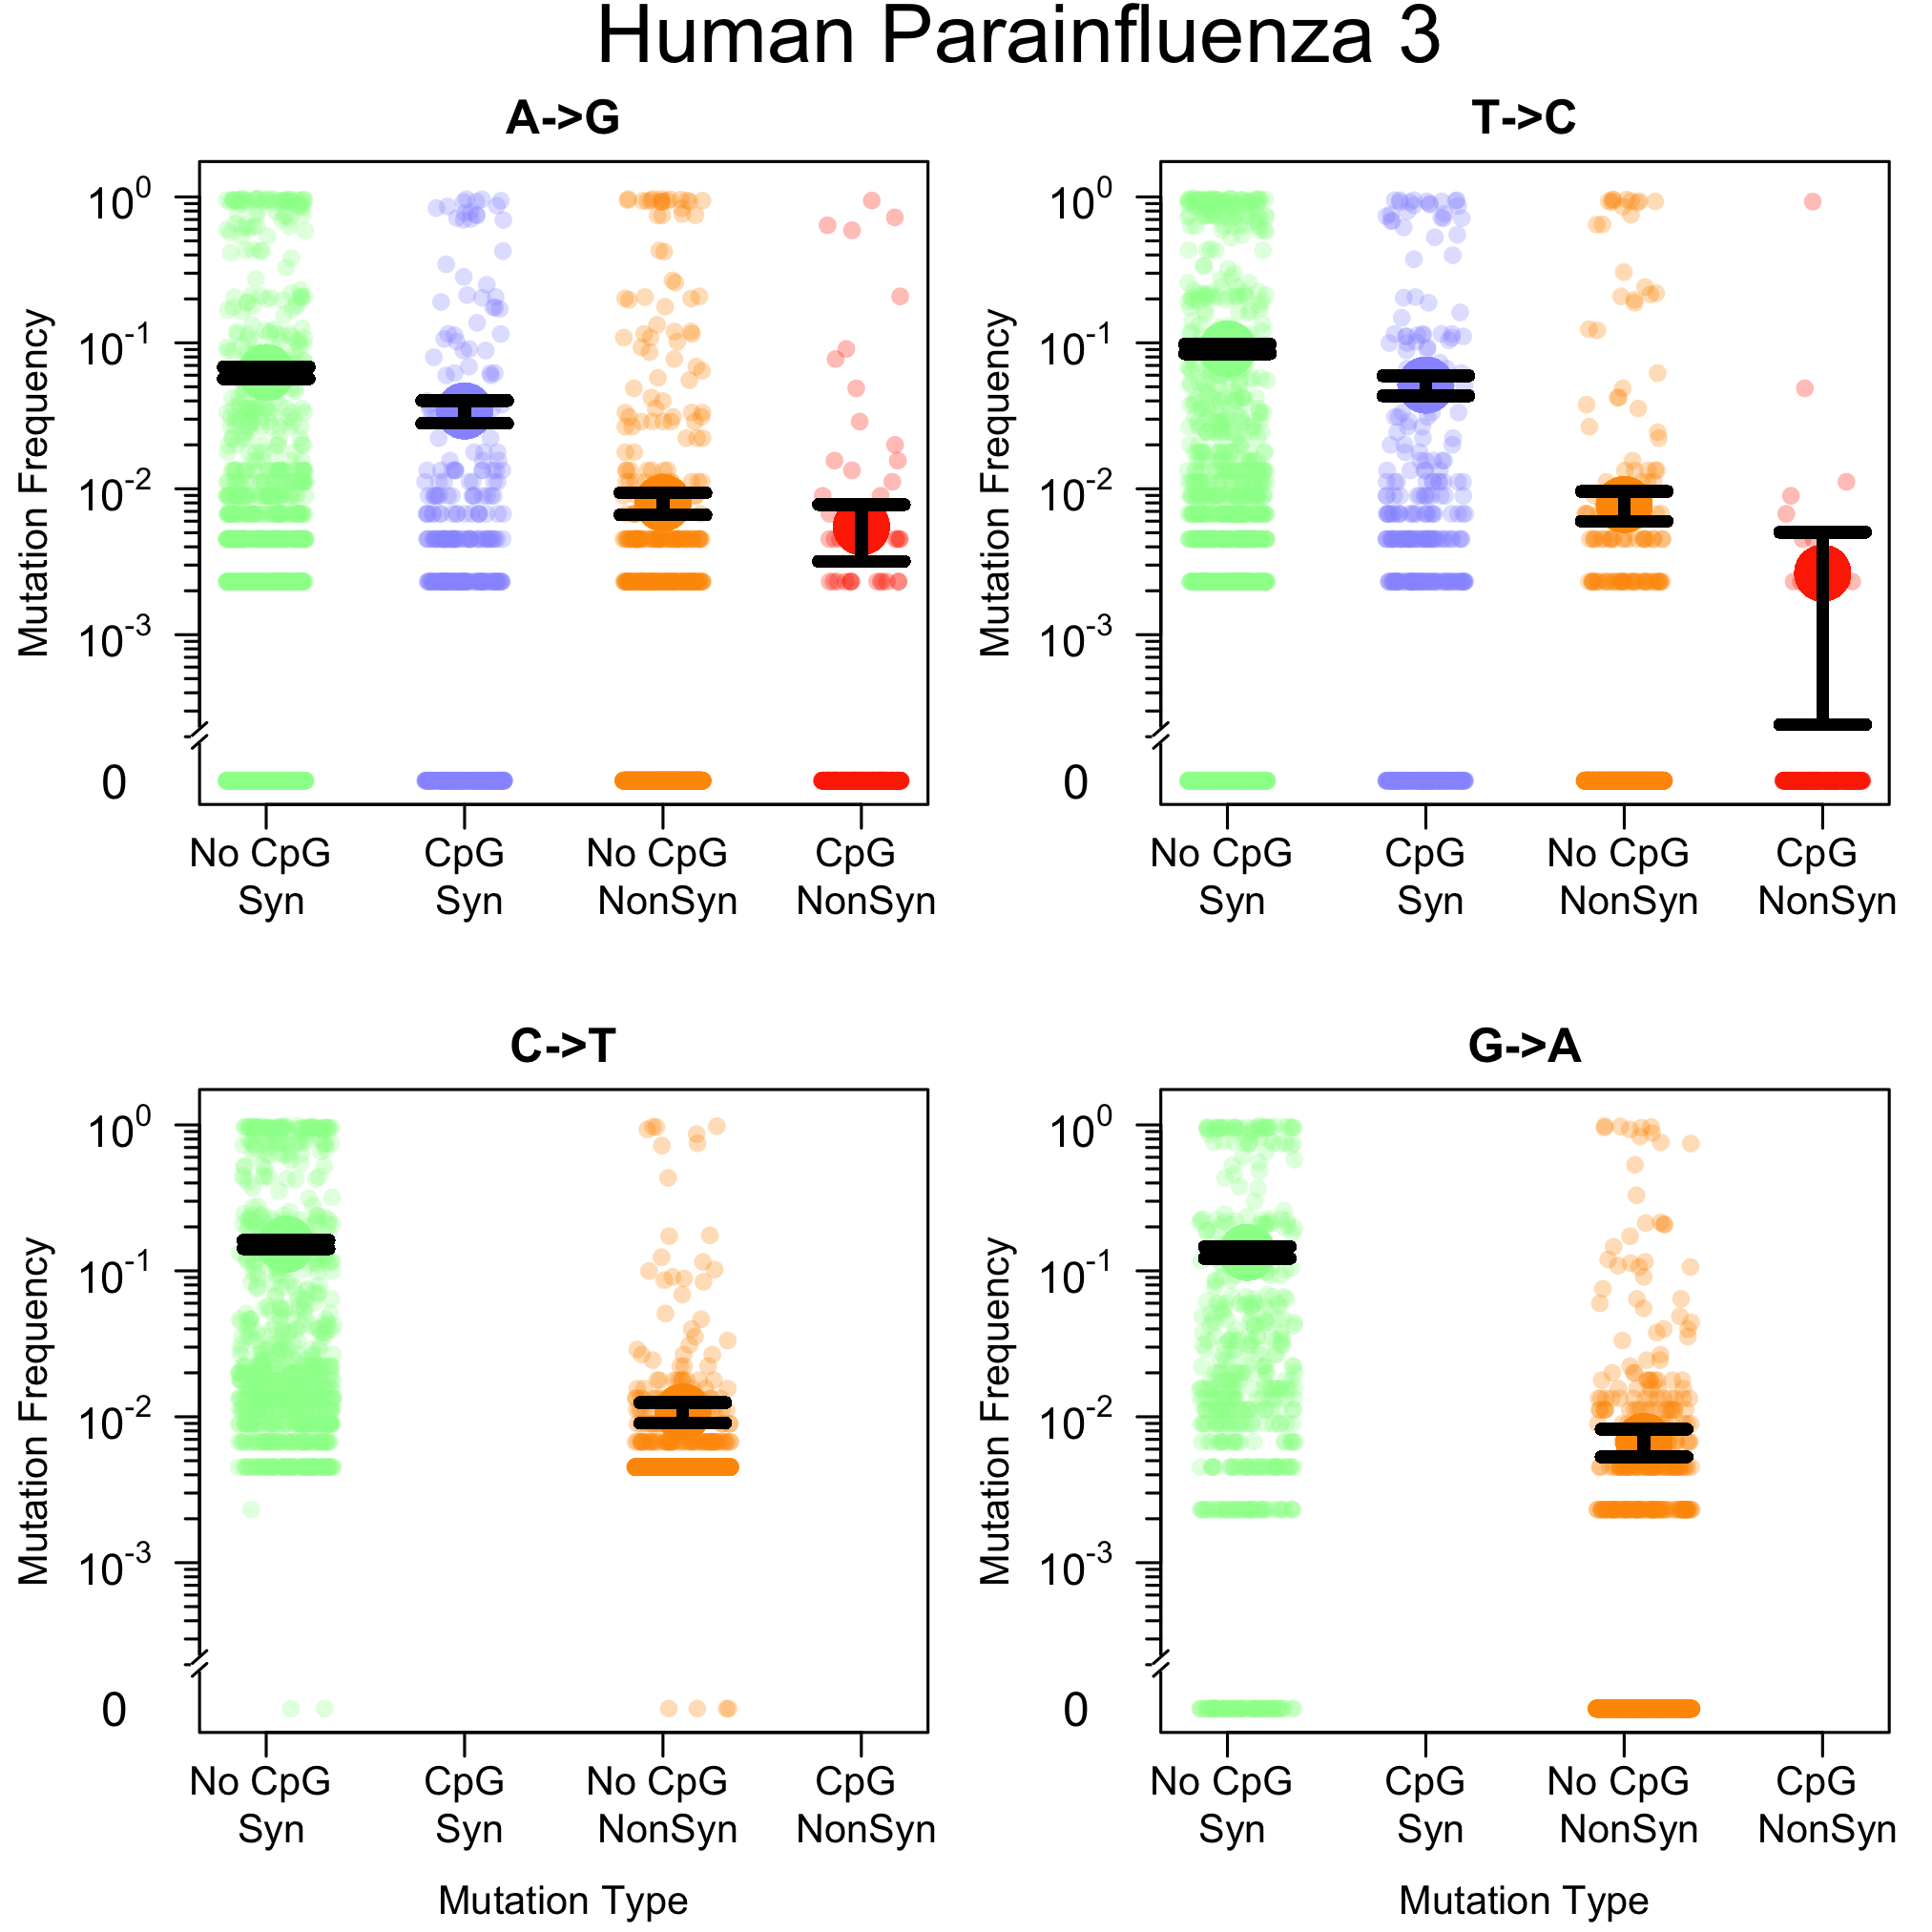 Human Parainfluenza 3
A->G
Mutation Frequency
10^0
10^-1
10^-2
10^-3
0
No CpG Syn
CpG Syn
No CpG NonSyn
CpG NonSyn
T->C
Mutation Frequency
10^0
10^-1
10^-2
10^-3
0
No CpG Syn
CpG Syn
No CpG NonSyn
CpG NonSyn
C->T
Mutation Frequency
10^0
10^-1
10^-2
10^-3
0
No CpG Syn
CpG Syn
No CpG NonSyn
CpG NonSyn
Mutation Type
G->A
Mutation Frequency
10^0
10^-1
10^-2
10^-3
0
No CpG Syn
CpG Syn
No CpG NonSyn
CpG NonSyn
Mutation Type